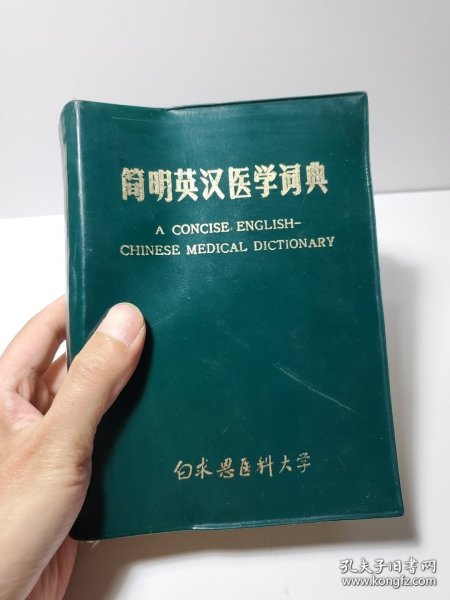 简明英汉医学词典
A CONCISE ENGLISH-
CHINESE MEDICAL DICTIONARY
白求恩医科大学
孔夫子旧书网
www.kongfz.com